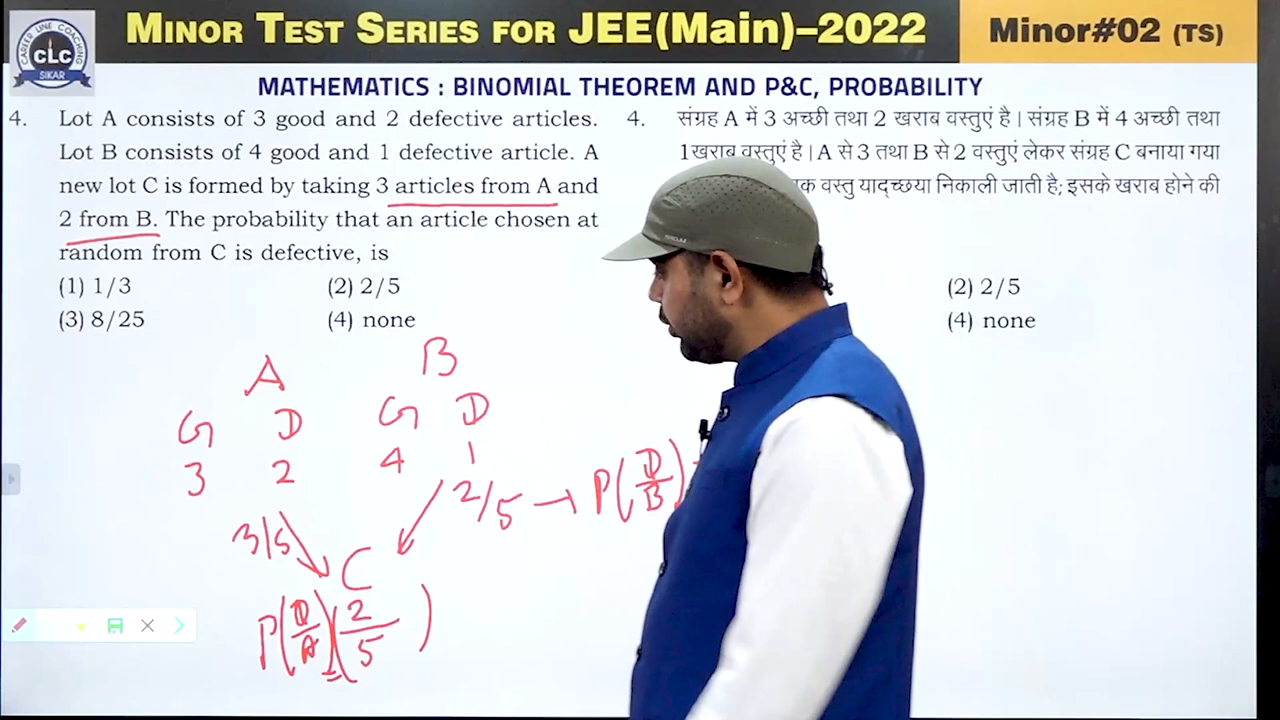 MINOR TEST SERIES FOR JEE(MAIN)–2022
Minor#02 (TS)
CAREER LINE COACHING
CLC
SIKAR
MATHEMATICS : BINOMIAL THEOREM AND P&C, PROBABILITY
4. Lot A consists of 3 good and 2 defective articles.
Lot B consists of 4 good and 1 defective article. A
new lot C is formed by taking 3 articles from A and
2 from B. The probability that an article chosen at
random from C is defective, is
(1) 1/3 (2) 2/5
(3) 8/25 (4) none
4. संग्रह A में 3 अच्छी तथा 2 खराब वस्तुएं है। संग्रह B में 4 अच्छी तथा
1खराब वस्तुएं है। A से 3 तथा B से 2 वस्तुएं लेकर संग्रह C बनाया गया
वस्तु यादृच्छया निकाली जाती है; इसके खराब होने की
(2) 2/5
(4) none
A B
G D G D
3 2 4 1
3/5 2/5 → P(D/B)
C
P(D/A) = (2/5 )